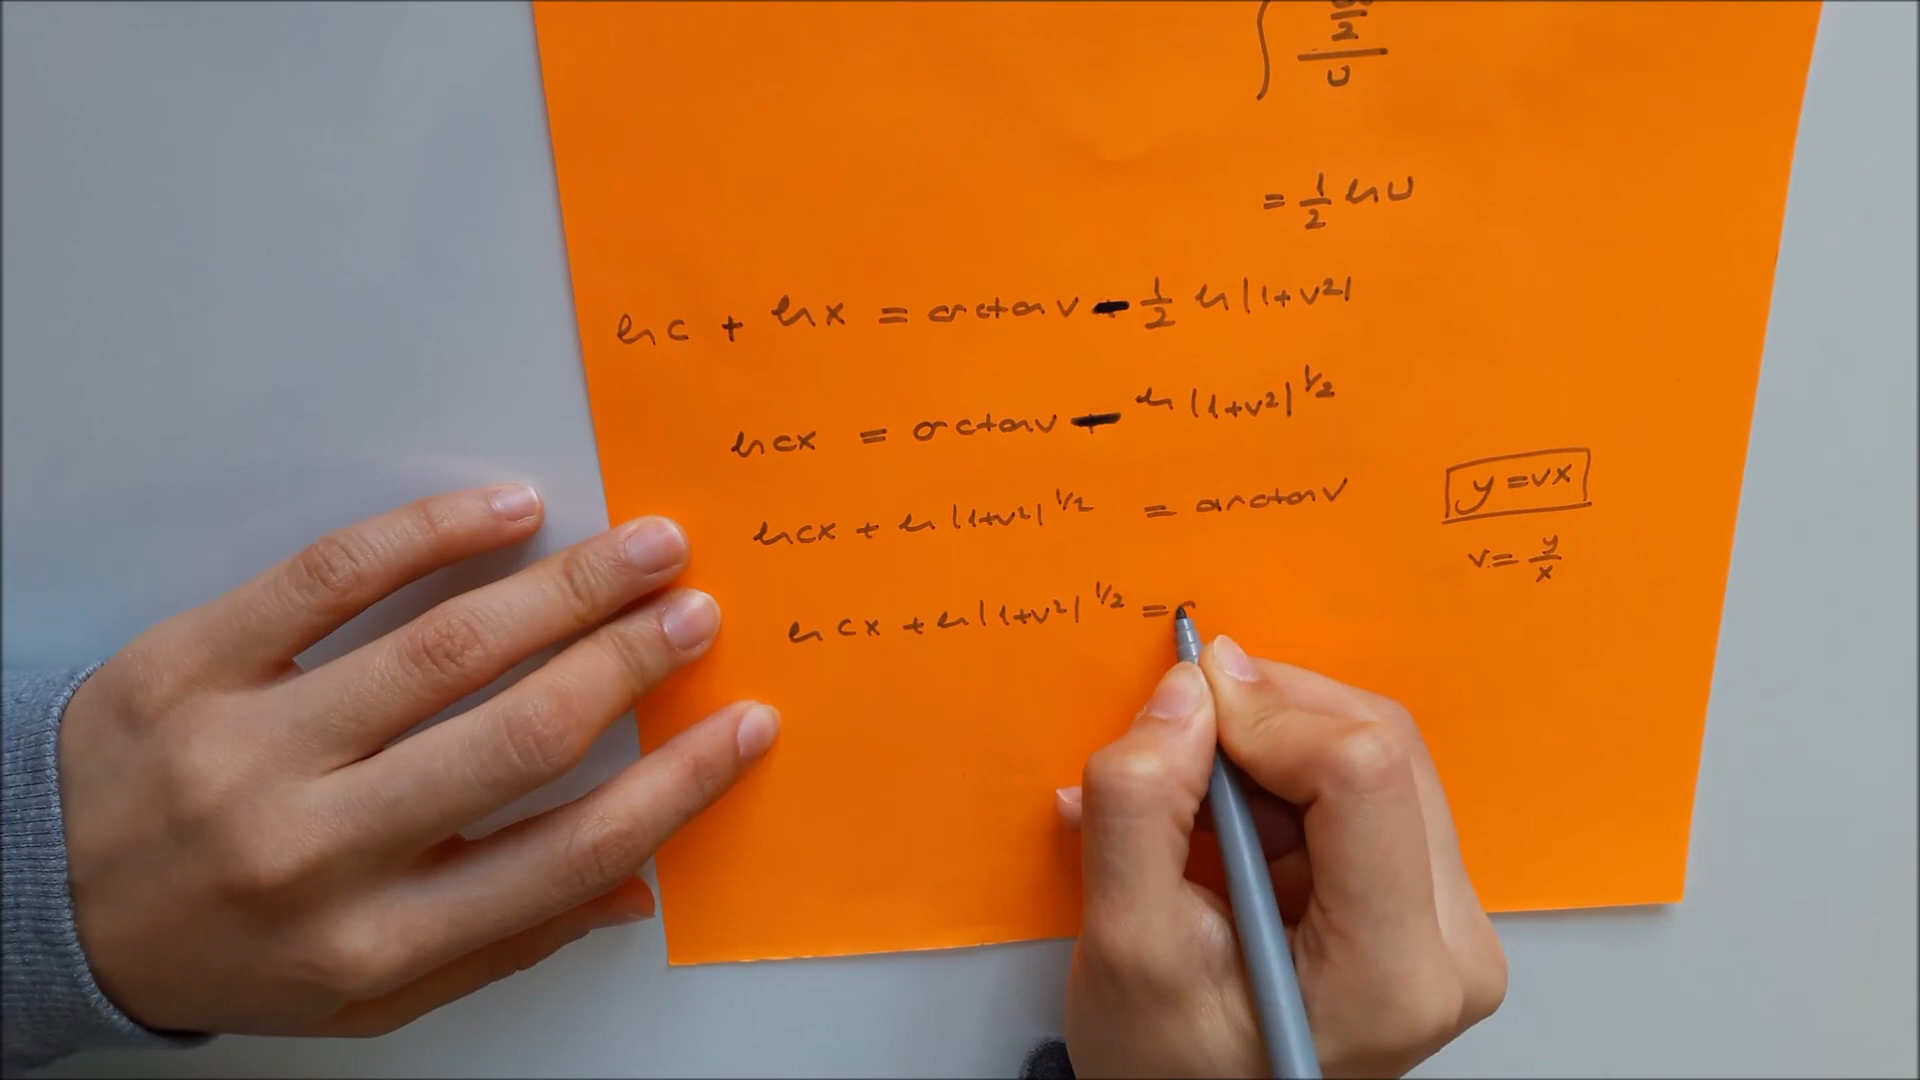 ∫ 2 / u
= 1/2 ln u
ln c + ln x = arctan v - 1/2 ln |1+v²|
ln cx = arctan v - ln |1+v²|^1/2
ln cx + ln |1+v²|^1/2 = arctan v
y = vx
v = y/x
ln cx + ln |1+v²|^1/2 =